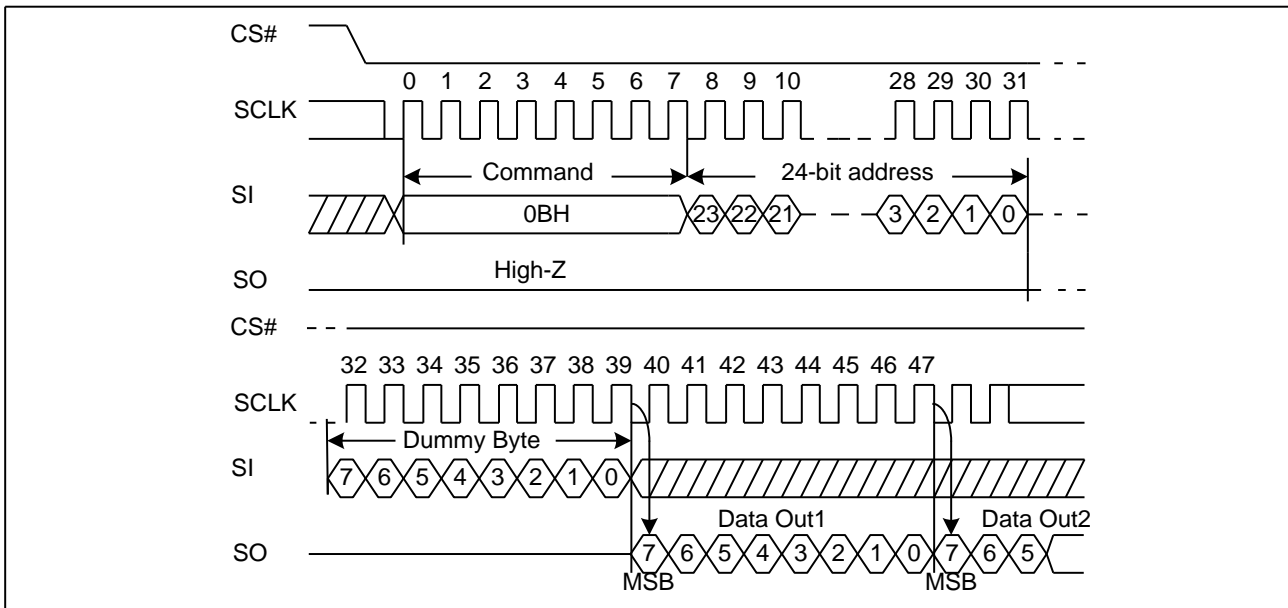 CS#
0 1 2 3 4 5 6 7 8 9 10 28 29 30 31
SCLK
Command 24-bit address
SI
0BH 23 22 21 3 2 1 0
High-Z
SO
CS#
32 33 34 35 36 37 38 39 40 41 42 43 44 45 46 47
SCLK
Dummy Byte
SI
7 6 5 4 3 2 1 0
Data Out1 Data Out2
SO
7 6 5 4 3 2 1 0 7 6 5
MSB MSB